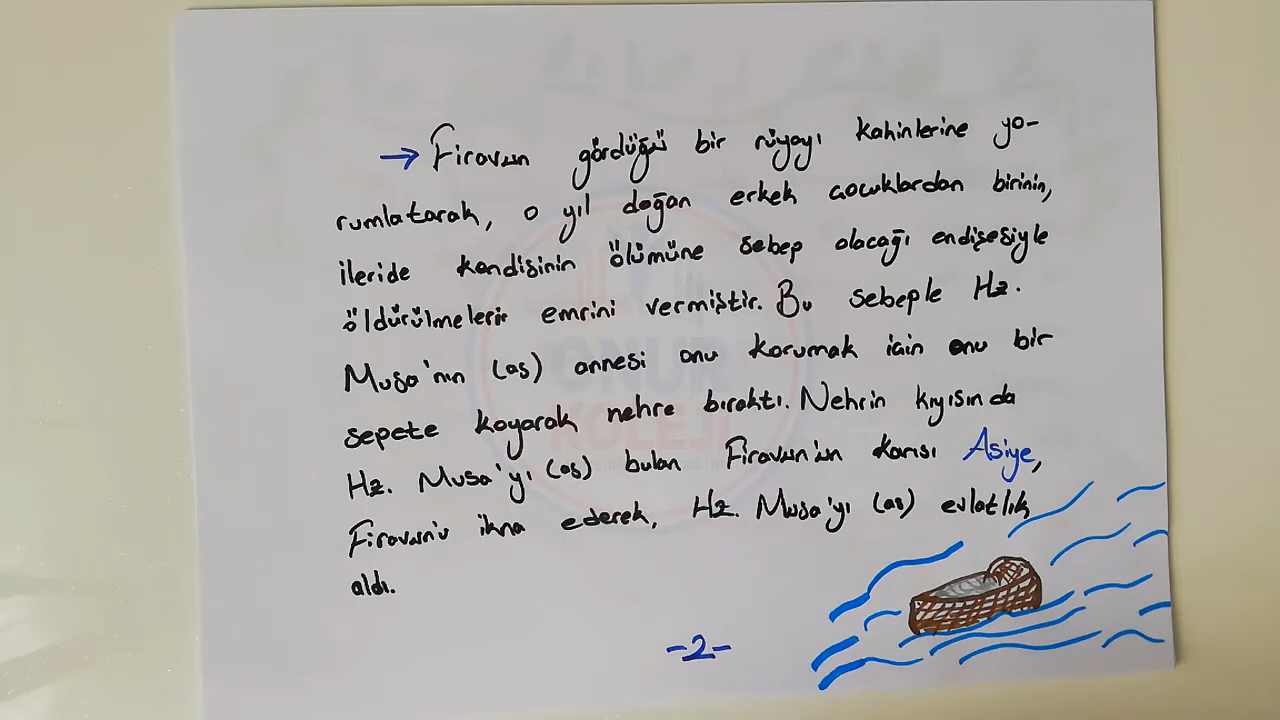 → Firavun gördüğü bir rüyayı kahinlerine yo-
rumlatarak, o yıl doğan erkek çocuklardan birinin,
ileride kendisinin ölümüne sebep olacağı endişesiyle
öldürülmeleri emrini vermiştir. Bu sebeple Hz.
Musa'nın (as) annesi onu korumak için onu bir
sepete koyarak nehre bıraktı. Nehrin kıyısında
Hz. Musa'yı (as) bulan Firavun'un karısı Asiye,
Firavun'u ikna ederek, Hz. Musa'yı (as) evlatlık
aldı.
-2-
ONUR
KOLEJİ